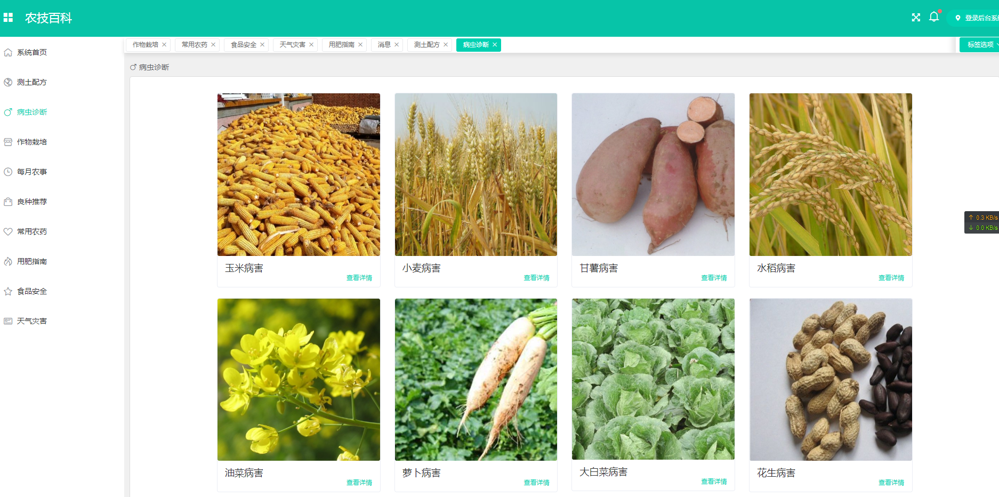 农技百科
登录后台系
系统首页
测土配方
病虫诊断
作物栽培
每月农事
良种推荐
常用农药
用肥指南
食品安全
天气灾害
作物栽培 × 常用农药 × 食品安全 × 天气灾害 × 用肥指南 × 消息 × 测土配方 × 病虫诊断 ×
标签选项
病虫诊断
玉米病害
查看详情
小麦病害
查看详情
甘薯病害
查看详情
水稻病害
查看详情
油菜病害
查看详情
萝卜病害
查看详情
大白菜病害
查看详情
花生病害
查看详情
↑ 0.3 KB/s
↓ 0.0 KB/s